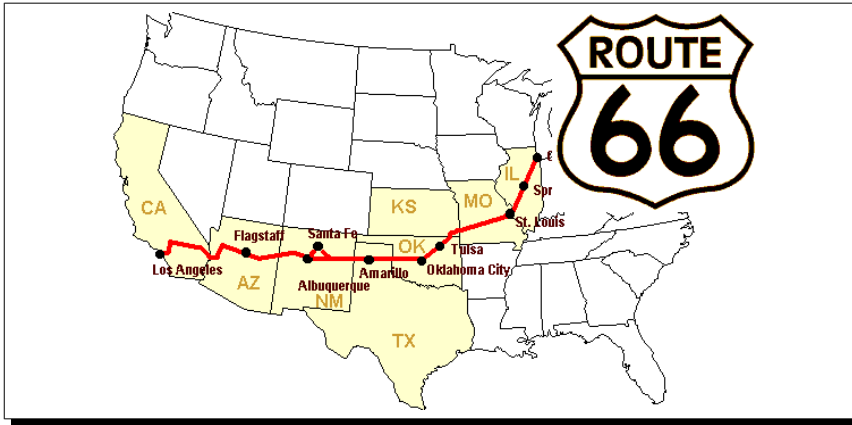 ROUTE
66
IL
Spr
MO
CA
KS
St. Louis
Flagstaff
Santa Fe
OK
Tulsa
Los Angeles
Amarillo
Oklahoma City
AZ
Albuquerque
NM
TX